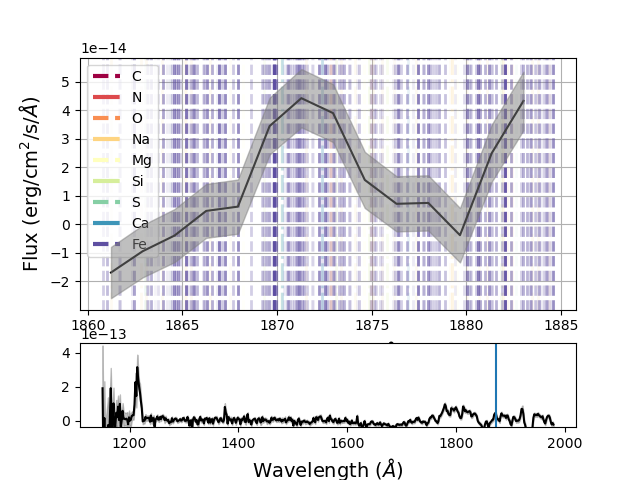 1e−14
Flux (erg/cm²/s/Å)
5
4
3
2
1
0
−1
−2
C
N
O
Na
Mg
Si
S
Ca
Fe
1860 1865 1870 1875 1880 1885
1e−13
4
2
0
1200 1400 1600 1800 2000
Wavelength (Å)